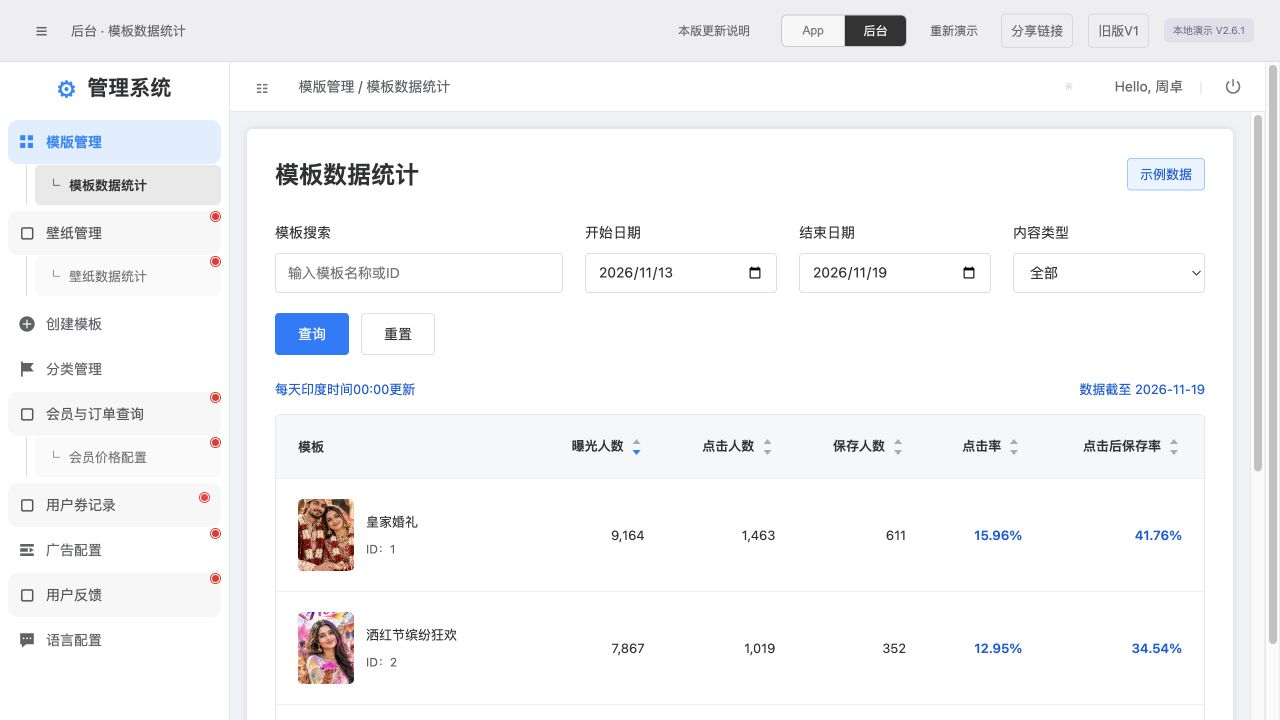 后台 · 模板数据统计
本版更新说明
App
后台
重新演示
分享链接
旧版V1
本地演示 V2.6.1
管理系统
模版管理 / 模板数据统计
Hello, 周卓
模版管理
模板数据统计
壁纸管理
壁纸数据统计
创建模板
分类管理
会员与订单查询
会员价格配置
用户券记录
广告配置
用户反馈
语言配置
模板数据统计
示例数据
模板搜索
开始日期
结束日期
内容类型
输入模板名称或ID
2026/11/13
2026/11/19
全部
查询
重置
每天印度时间00:00更新
数据截至 2026-11-19
模板
曝光人数
点击人数
保存人数
点击率
点击后保存率
皇家婚礼
ID：1
9,164
1,463
611
15.96%
41.76%
洒红节缤纷狂欢
ID：2
7,867
1,019
352
12.95%
34.54%